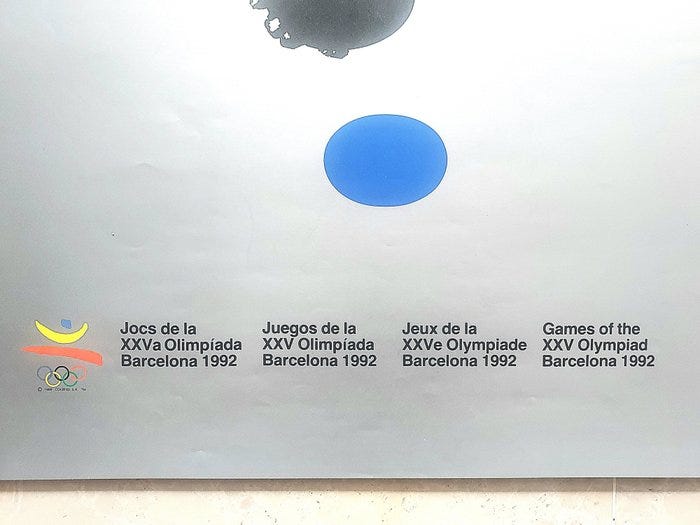 Jocs de la
XXVa Olimpíada
Barcelona 1992
Juegos de la
XXV Olimpíada
Barcelona 1992
Jeux de la
XXVe Olympiade
Barcelona 1992
Games of the
XXV Olympiad
Barcelona 1992